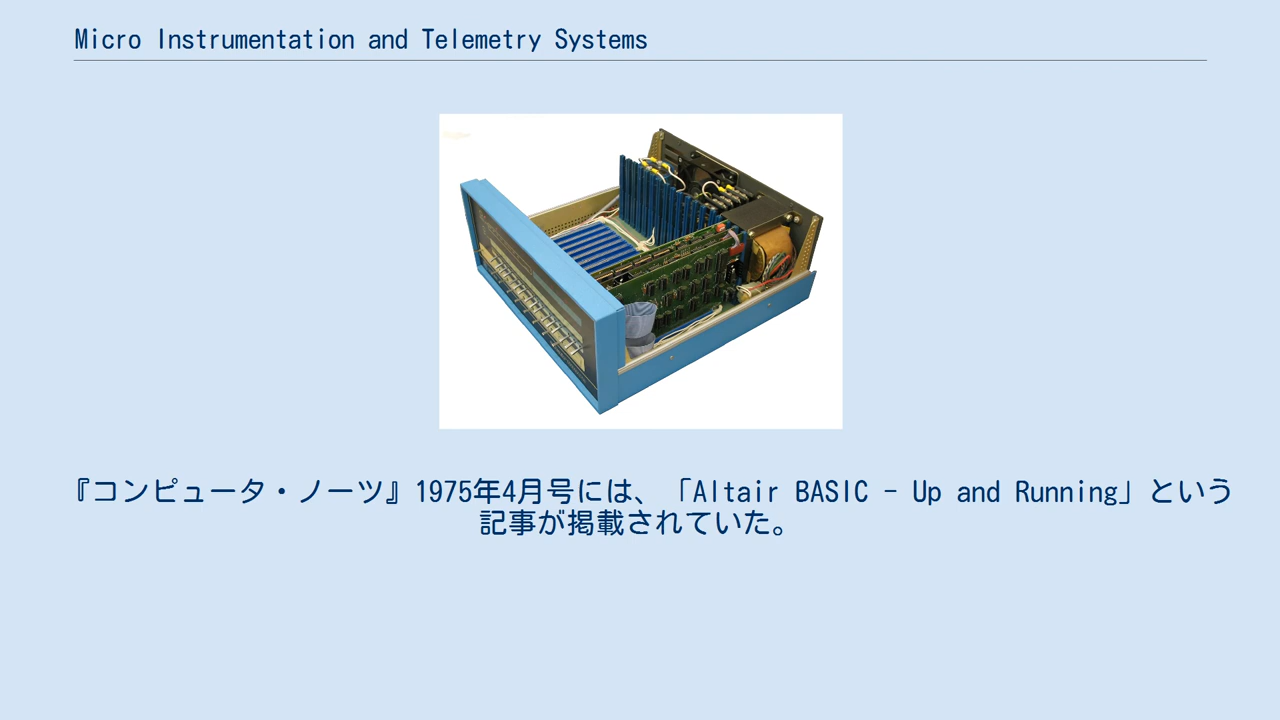 Micro Instrumentation and Telemetry Systems
『コンピュータ・ノーツ』1975年4月号には、「Altair BASIC - Up and Running」という
記事が掲載されていた。